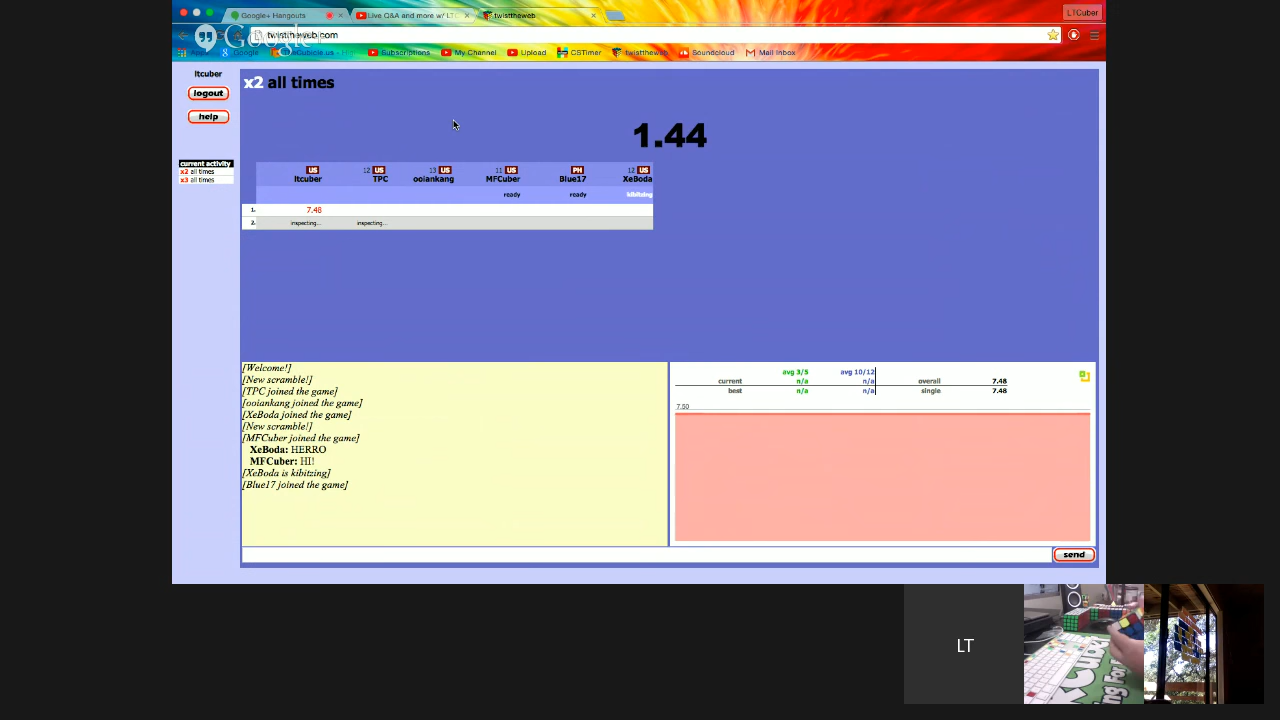 Google+ Hangouts
Live Q&A and more w/ LTC
twisttheweb
LTCuber
twisttheweb.com
Google
Subscriptions
My Channel
Upload
CSTimer
twisttheweb
Soundcloud
Mail Inbox
ltcuber
logout
help
current activity
x2 all times
x3 all times
x2 all times
1.44
US 12 US 13 US 11 US PH 12 US
ltcuber TPC ooiankang MFCuber Blue17 XeBoda
ready ready kibitzing
1. 7.48
2. inspecting... inspecting...
[Welcome!]
[New scramble!]
[TPC joined the game]
[ooiankang joined the game]
[XeBoda joined the game]
[New scramble!]
[MFCuber joined the game]
XeBoda: HERRO
MFCuber: HI!
[XeBoda is kibitzing]
[Blue17 joined the game]
avg 3/5 avg 10/12
current n/a n/a overall 7.48
best n/a n/a single 7.48
7.50
send
LT